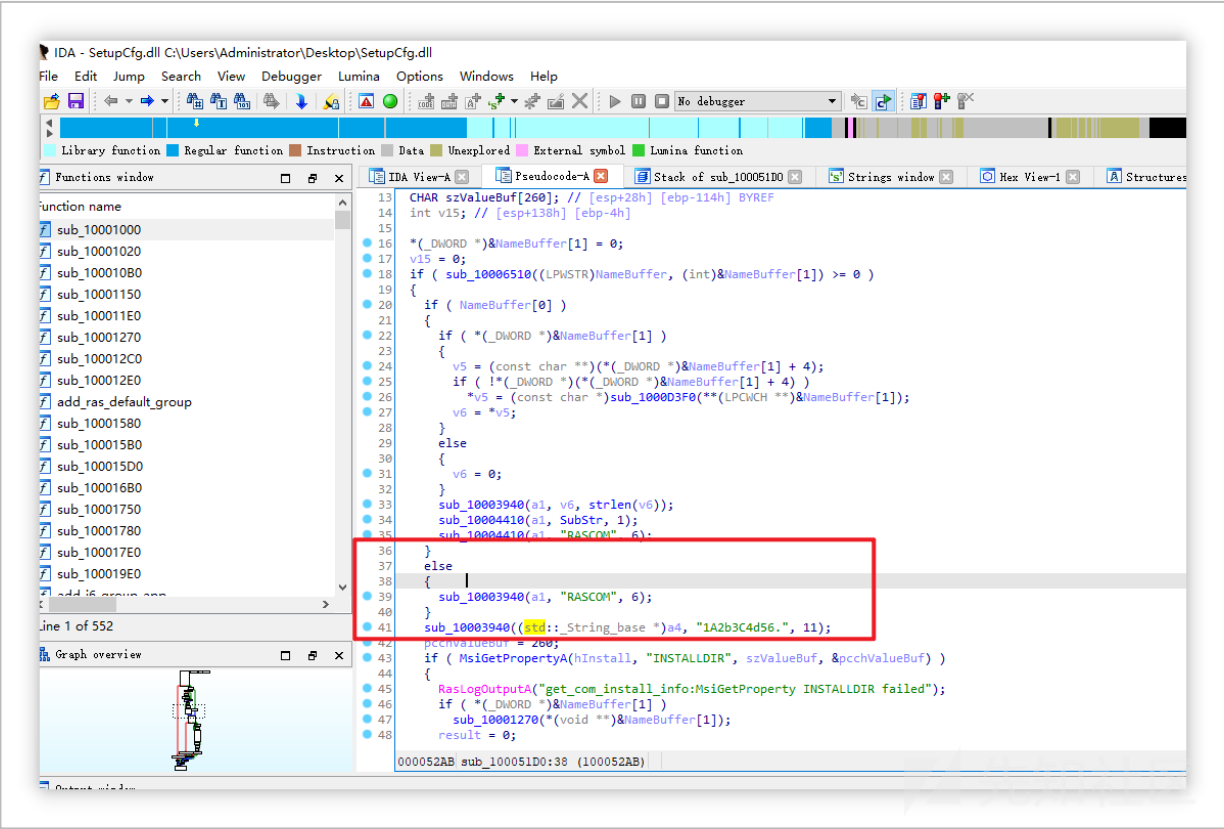 IDA - SetupCfg.dll C:\Users\Administrator\Desktop\SetupCfg.dll
File Edit Jump Search View Debugger Lumina Options Windows Help
No debugger
Library function Regular function Instruction Data Unexplored External symbol Lumina function
Functions window
IDA View-A Pseudocode-A Stack of sub_100051D0 Strings window Hex View-1 Structures
Function name
sub_10001000
sub_10001020
sub_100010B0
sub_10001150
sub_100011E0
sub_10001270
sub_100012C0
sub_100012E0
add_ras_default_group
sub_10001580
sub_100015B0
sub_100015D0
sub_100016B0
sub_10001750
sub_10001780
sub_100017E0
sub_100019E0
add_j6_group_app
Line 1 of 552
Graph overview
13 CHAR szValueBuf[260]; // [esp+28h] [ebp-114h] BYREF
14 int v15; // [esp+138h] [ebp-4h]
15
16 *(_DWORD *)&NameBuffer[1] = 0;
17 v15 = 0;
18 if ( sub_10006510((LPWSTR)NameBuffer, (int)&NameBuffer[1]) >= 0 )
19 {
20 if ( NameBuffer[0] )
21 {
22 if ( *(_DWORD *)&NameBuffer[1] )
23 {
24 v5 = (const char **)(*(_DWORD *)&NameBuffer[1] + 4);
25 if ( !*(_DWORD *)(*(_DWORD *)&NameBuffer[1] + 4) )
26 *v5 = (const char *)sub_1000D3F0(**(LPCWCH **)&NameBuffer[1]);
27 v6 = *v5;
28 }
29 else
30 {
31 v6 = 0;
32 }
33 sub_10003940(a1, v6, strlen(v6));
34 sub_10004410(a1, SubStr, 1);
35 sub_10004410(a1, "RASCOM", 6);
36 }
37 else
38 {
39 sub_10003940(a1, "RASCOM", 6);
40 }
41 sub_10003940((std::_String_base *)a4, "1A2b3C4d56.", 11);
42 pcchValueBuf = 260;
43 if ( MsiGetPropertyA(hInstall, "INSTALLDIR", szValueBuf, &pcchValueBuf) )
44 {
45 RasLogOutputA("get_com_install_info:MsiGetProperty INSTALLDIR failed");
46 if ( *(_DWORD *)&NameBuffer[1] )
47 sub_10001270(*(void **)&NameBuffer[1]);
48 result = 0;
000052AB sub_100051D0:38 (100052AB)
Output window